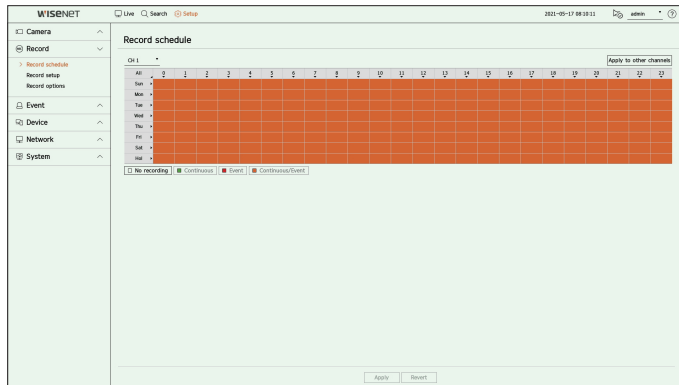 WISENET
Live Search Setup
2021-05-17 08:10:11 admin
Camera
Record
Record schedule
Record setup
Record options
Event
Device
Network
System
Record schedule
CH 1
Apply to other channels
All 0 1 2 3 4 5 6 7 8 9 10 11 12 13 14 15 16 17 18 19 20 21 22 23
Sun
Mon
Tue
Wed
Thu
Fri
Sat
Hol
No recording Continuous Event Continuous/Event
Apply Revert